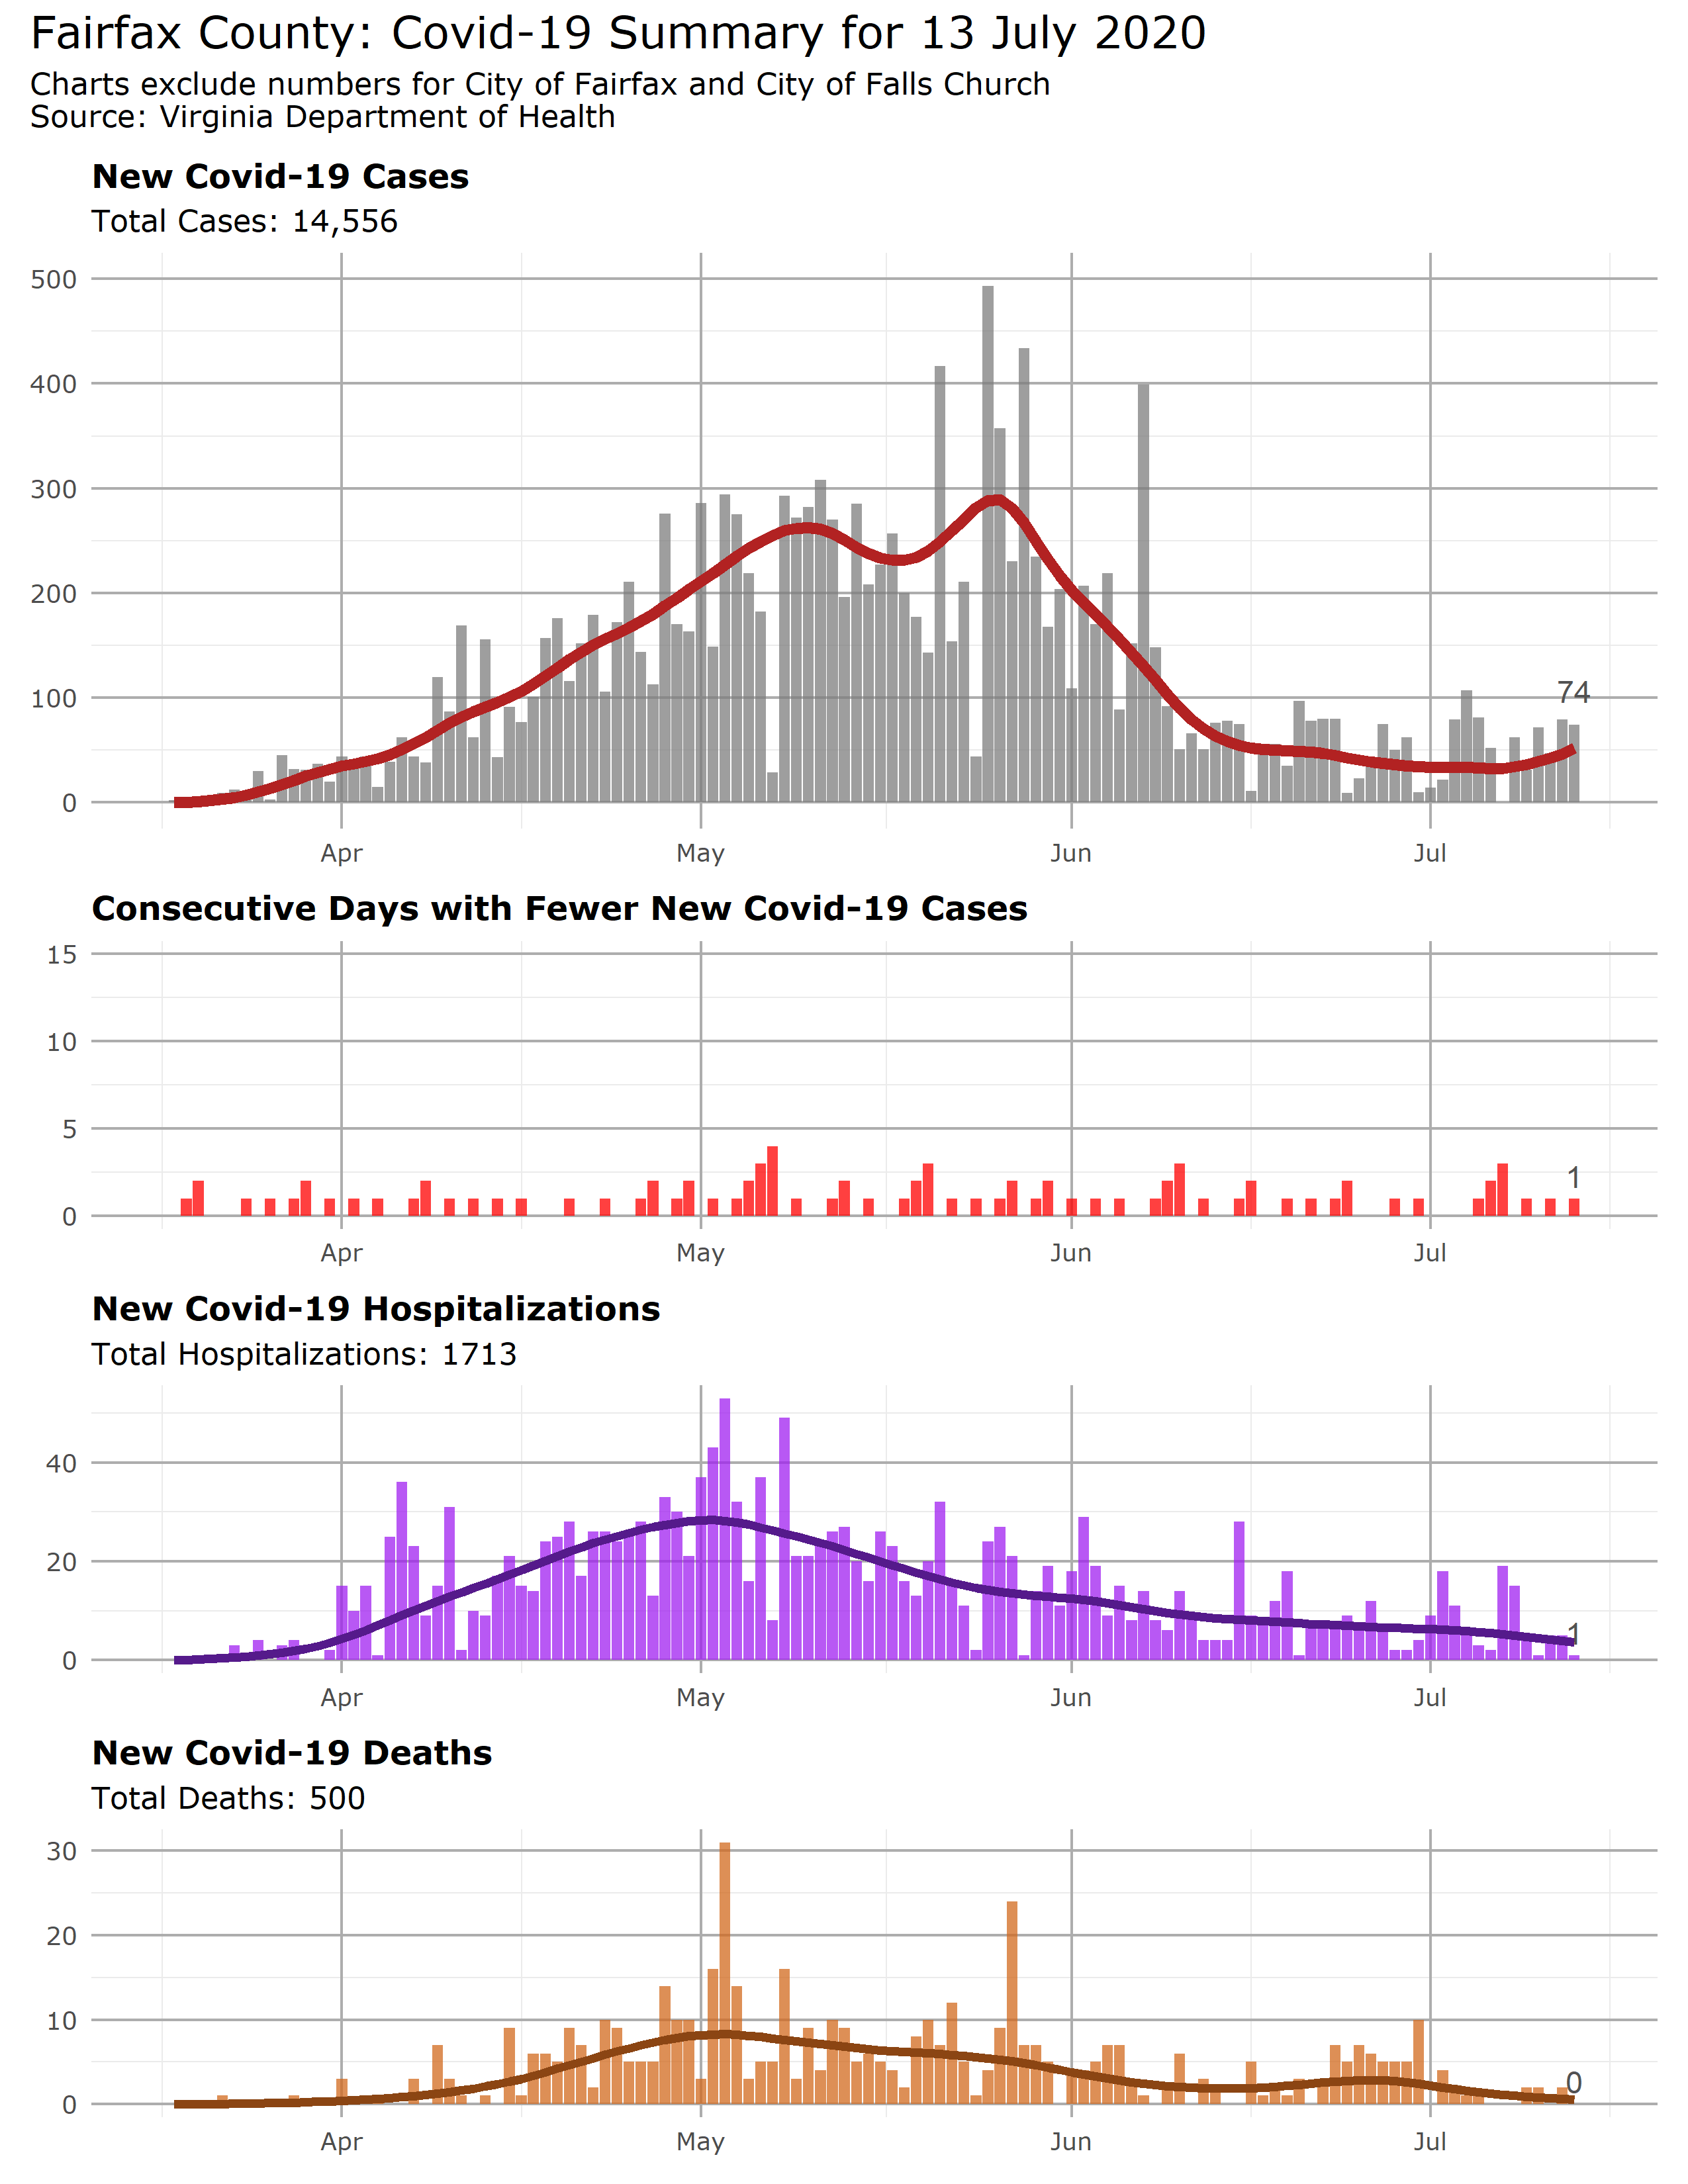 Fairfax County: Covid-19 Summary for 13 July 2020
Charts exclude numbers for City of Fairfax and City of Falls Church
Source: Virginia Department of Health
New Covid-19 Cases
Total Cases: 14,556
500
400
300
200
100
0
74
Apr May Jun Jul
Consecutive Days with Fewer New Covid-19 Cases
15
10
5
0
1
Apr May Jun Jul
New Covid-19 Hospitalizations
Total Hospitalizations: 1713
40
20
0
1
Apr May Jun Jul
New Covid-19 Deaths
Total Deaths: 500
30
20
10
0
0
Apr May Jun Jul